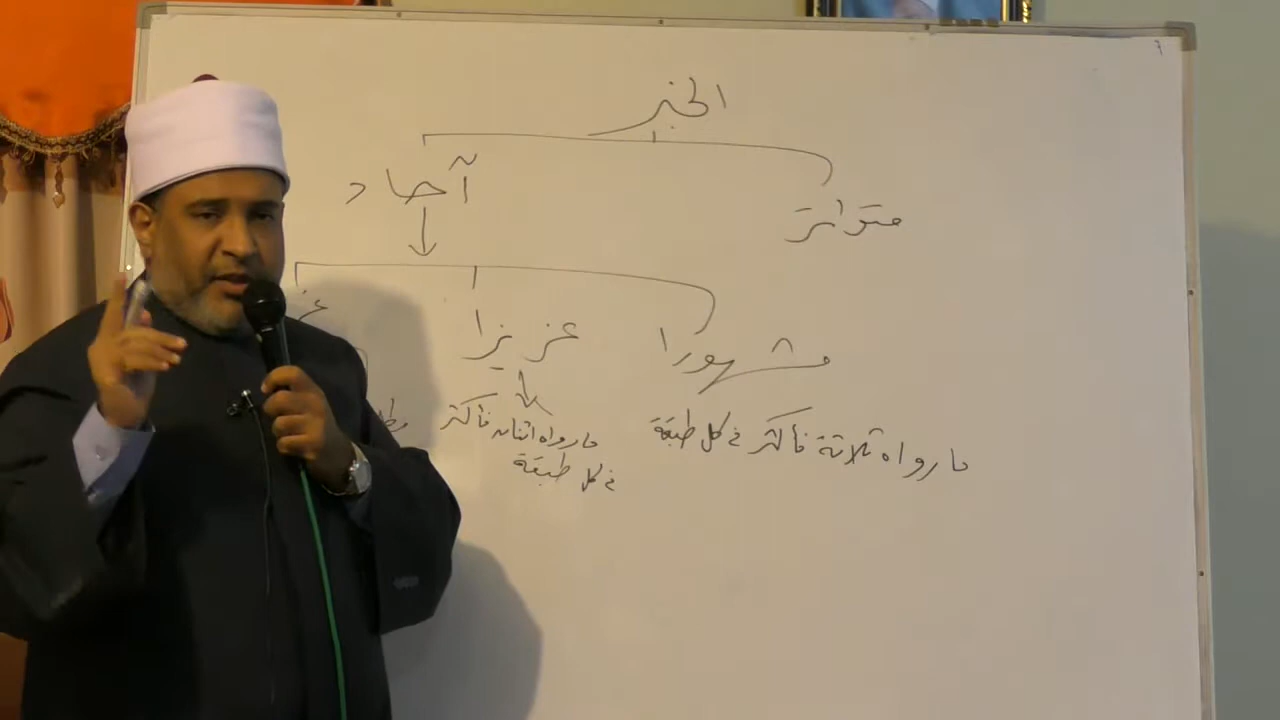 الخبر
متواتر
آحاد
مشهورا
عزيزا
ما رواه ثلاثة فأكثر في كل طبقة
ما رواه اثنان فأكثر
في كل طبقة